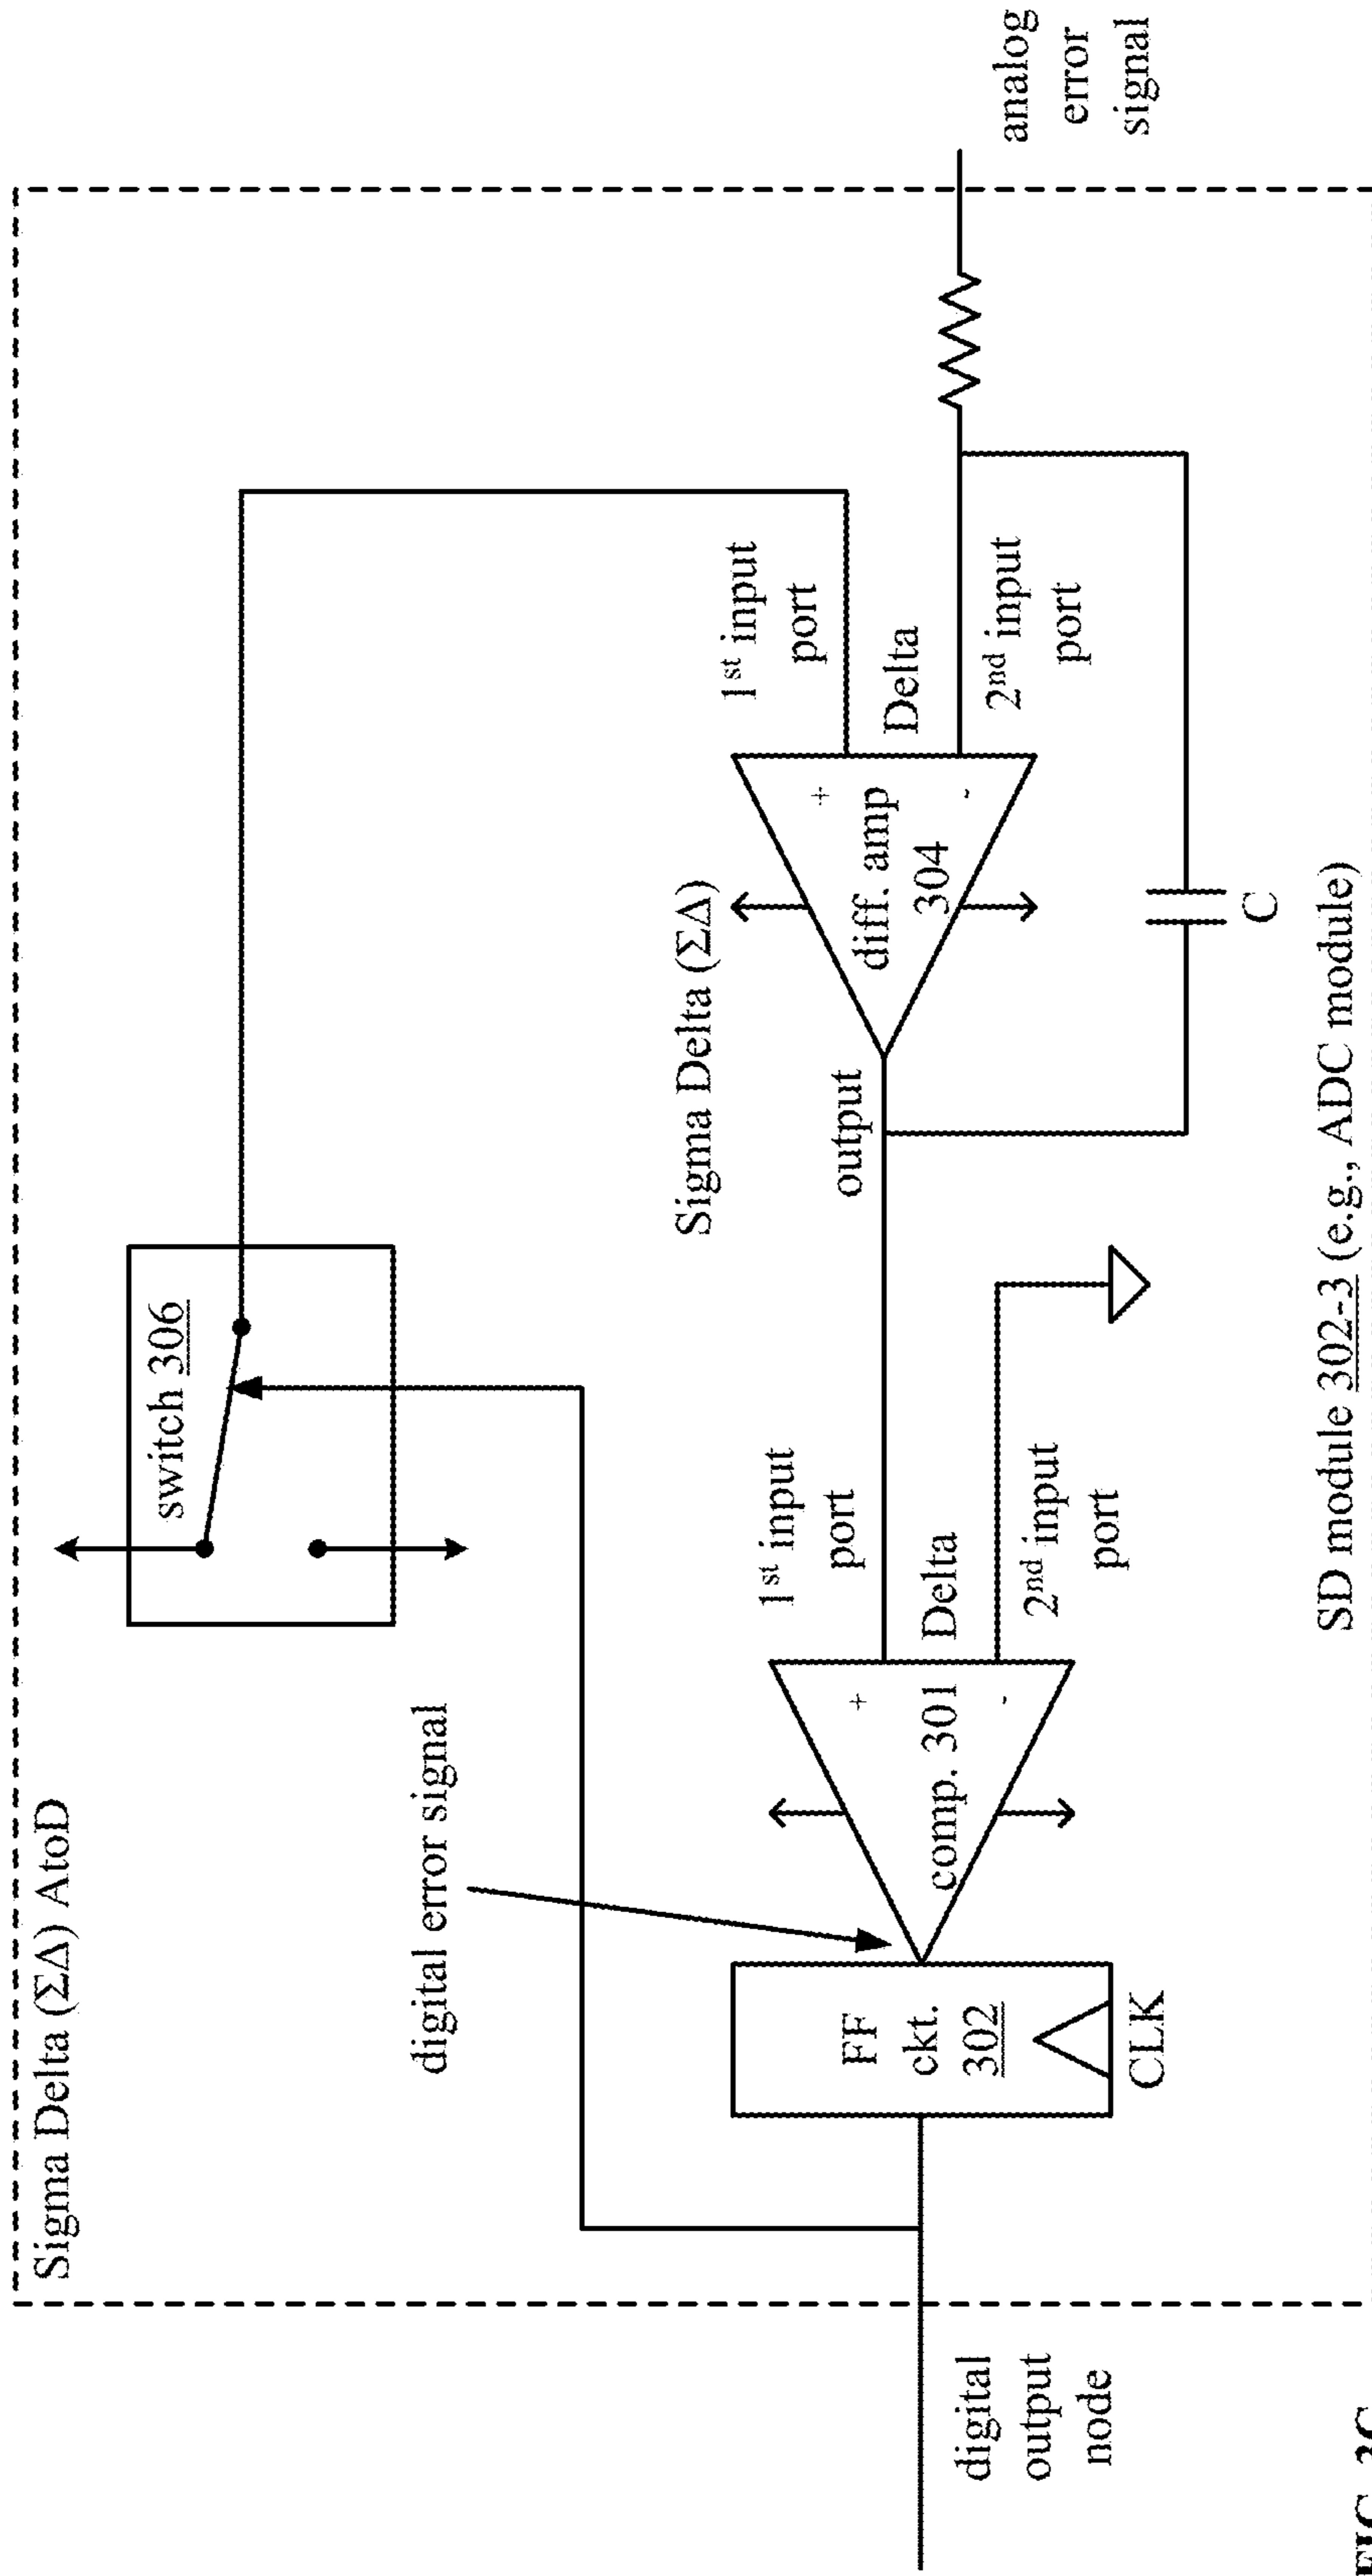 Sigma Delta (ΣΔ) AtoD
switch 306
digital error signal
Sigma Delta (ΣΔ)
digital
output
node
FF
ckt.
302
CLK
comp. 301
+
-
1st input
port
Delta
2nd input
port
output
diff. amp
304
+
-
1st input
port
Delta
2nd input
port
C
analog
error
signal
SD module 302-3 (e.g., ADC module)
FIG. 3C